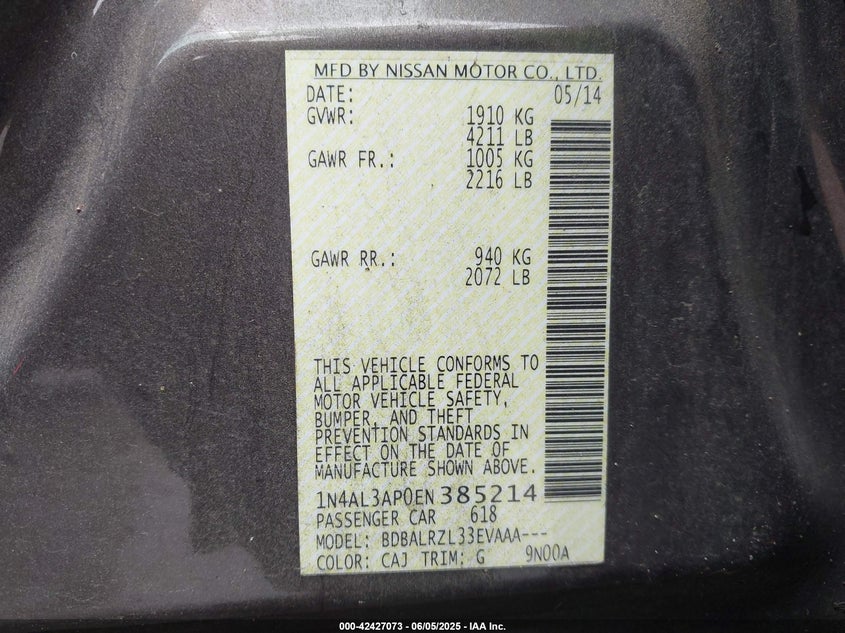 MFD BY NISSAN MOTOR CO., LTD.
DATE: 05/14
GVWR: 1910 KG
4211 LB
GAWR FR.: 1005 KG
2216 LB
GAWR RR.: 940 KG
2072 LB
THIS VEHICLE CONFORMS TO
ALL APPLICABLE FEDERAL
MOTOR VEHICLE SAFETY,
BUMPER, AND THEFT
PREVENTION STANDARDS IN
EFFECT ON THE DATE OF
MANUFACTURE SHOWN ABOVE.
1N4AL3AP0EN 385214
PASSENGER CAR 618
MODEL: BDBALRZL33EVAAA---
COLOR: CAJ TRIM: G 9N00A
000-42427073 - 06/05/2025 - IAA Inc.